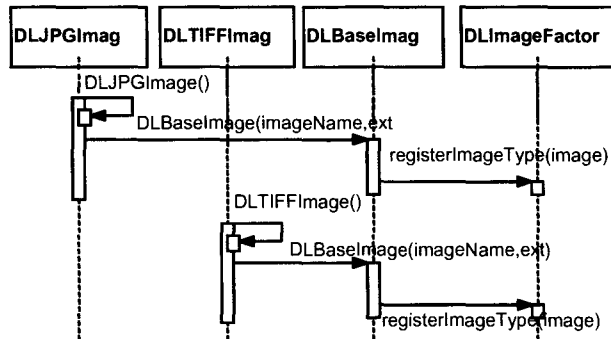 DLJPGImag DLTIFFImag DLBaseImag DLImageFactor
DLJPGImage()
DLBaseImage(imageName,ext
registerImageType(image)
DLTIFFImage()
DLBaseImage(imageName,ext)
registerImageType(image)